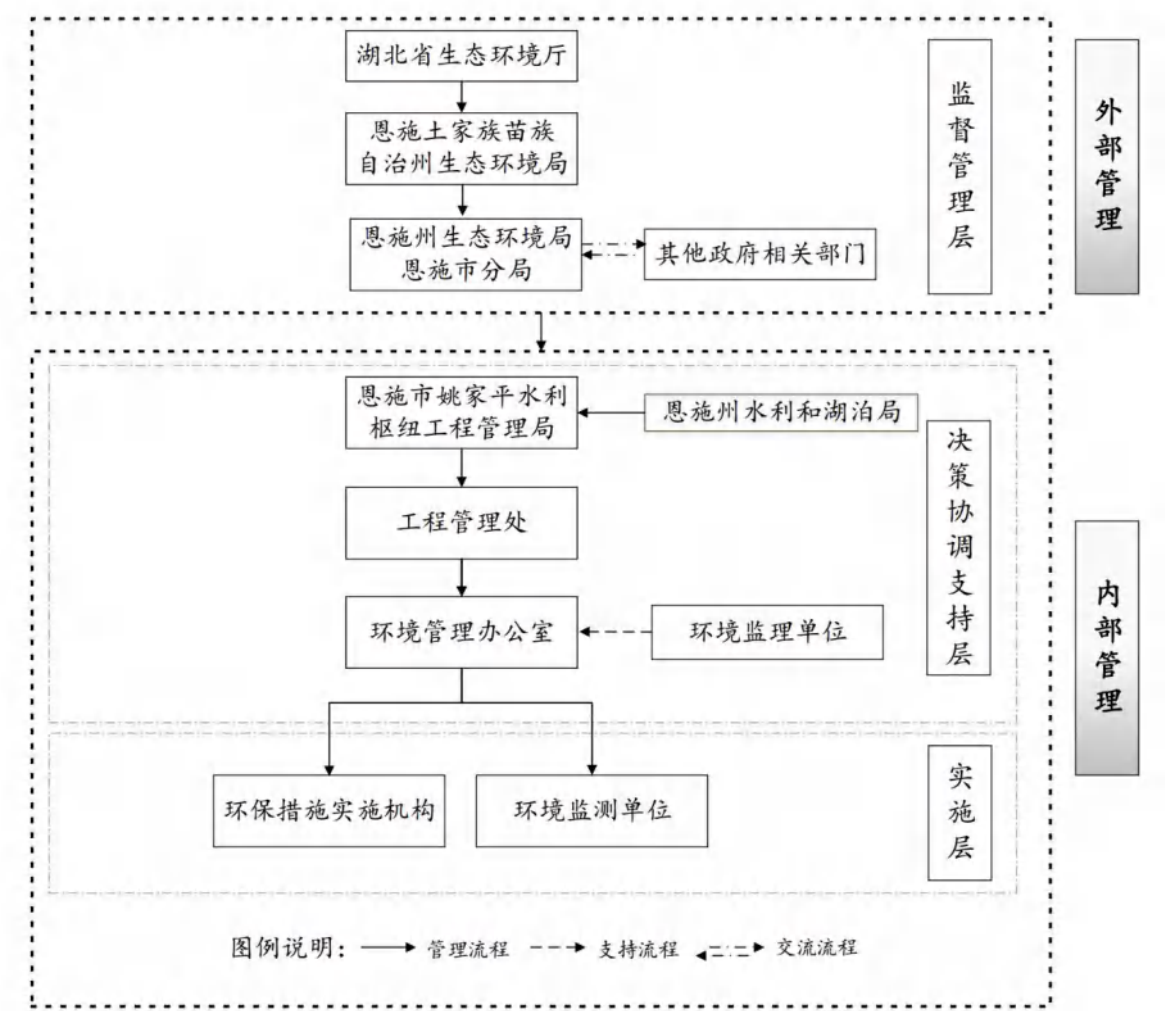 湖北省生态环境厅
恩施土家族苗族
自治州生态环境局
恩施州生态环境局
恩施市分局
其他政府相关部门
监督管理层
外部管理
恩施市姚家平水利
枢纽工程管理局
恩施州水利和湖泊局
工程管理处
环境管理办公室
环境监理单位
决策协调支持层
内部管理
环保措施实施机构
环境监测单位
实施层
图例说明: 管理流程 支持流程 交流流程